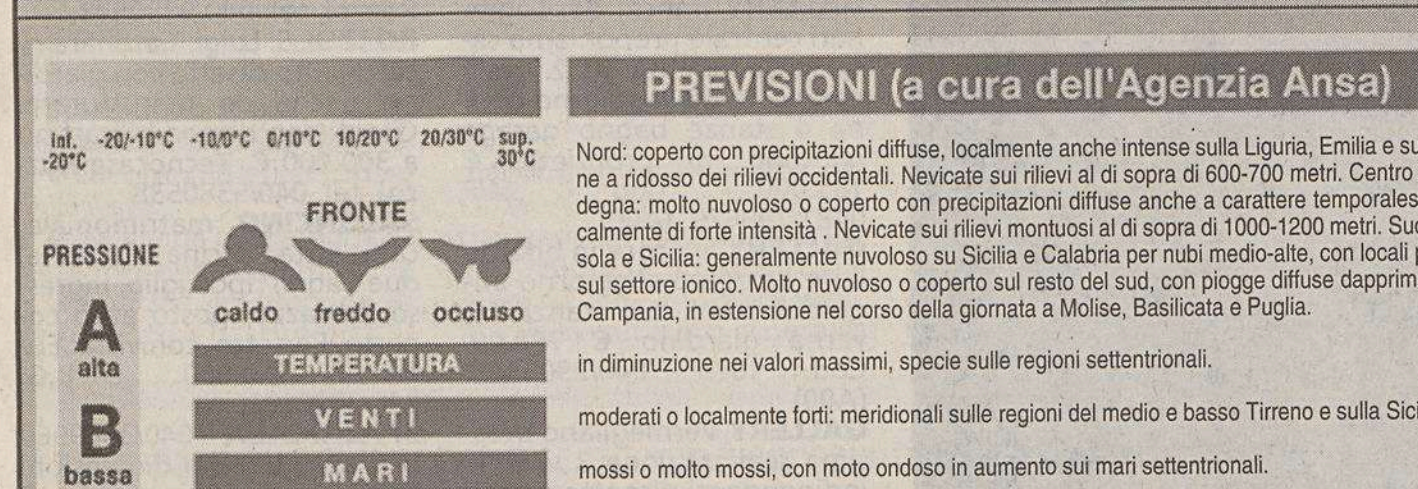 PREVISIONI (a cura dell'Agenzia Ansa)
Inf. -20°C -20/-10°C -10/0°C 0/10°C 10/20°C 20/30°C sup. 30°C
FRONTE
PRESSIONE
caldo freddo occluso
A
alta
B
bassa
Nord: coperto con precipitazioni diffuse, localmente anche intense sulla Liguria, Emilia e su
ne a ridosso dei rilievi occidentali. Nevicate sui rilievi al di sopra di 600-700 metri. Centro
degna: molto nuvoloso o coperto con precipitazioni diffuse anche a carattere temporales
calmente di forte intensità . Nevicate sui rilievi montuosi al di sopra di 1000-1200 metri. Sud
sola e Sicilia: generalmente nuvoloso su Sicilia e Calabria per nubi medio-alte, con locali
sul settore ionico. Molto nuvoloso o coperto sul resto del sud, con piogge diffuse dapprim
Campania, in estensione nel corso della giornata a Molise, Basilicata e Puglia.
TEMPERATURA in diminuzione nei valori massimi, specie sulle regioni settentrionali.
VENTI moderati o localmente forti: meridionali sulle regioni del medio e basso Tirreno e sulla Sici
MARI mossi o molto mossi, con moto ondoso in aumento sui mari settentrionali.